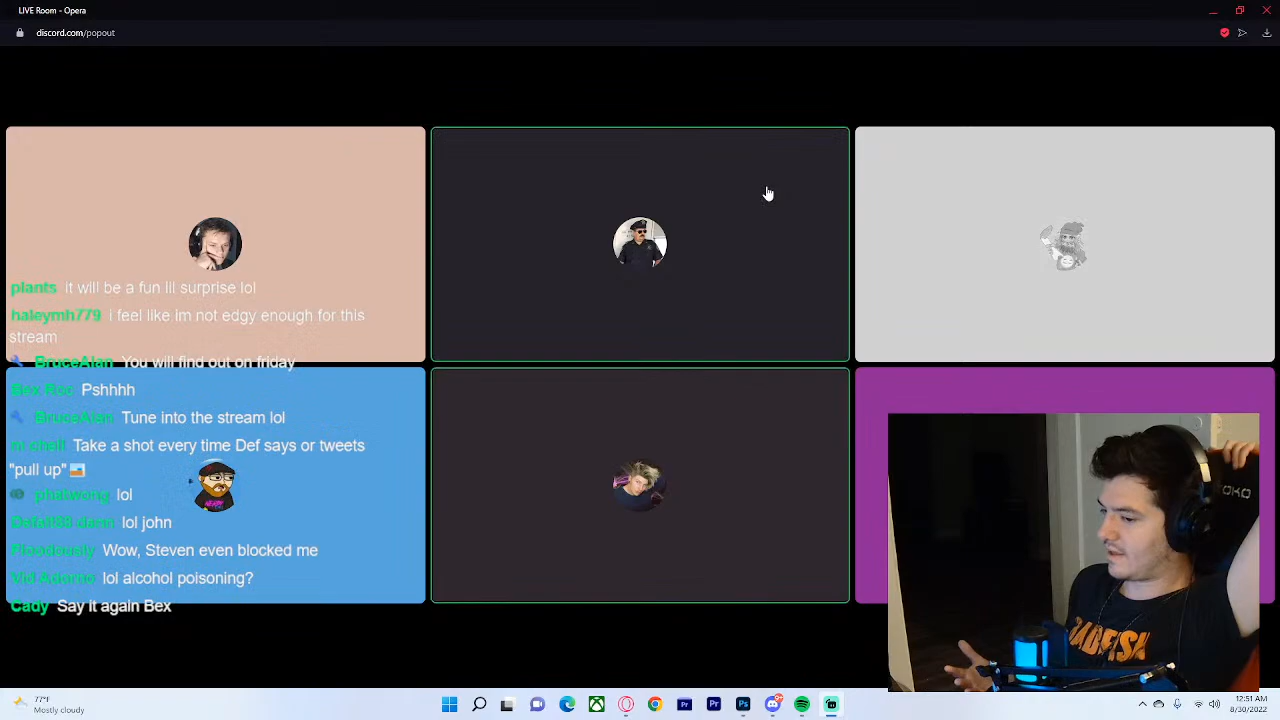 LIVE Room - Opera
discord.com/popout
plants it will be a fun lil surprise lol
haleymh779 i feel like im not edgy enough for this
stream
BruceAlan You will find out on friday
Bex Roc Pshhhh
BruceAlan Tune into the stream lol
Take a shot every time Def says or tweets
"pull up"
lol
lol john
Wow, Steven even blocked me
lol alcohol poisoning?
Cady Say it again Bex
77°F
Mostly cloudy
12:51 AM
8/30/2022